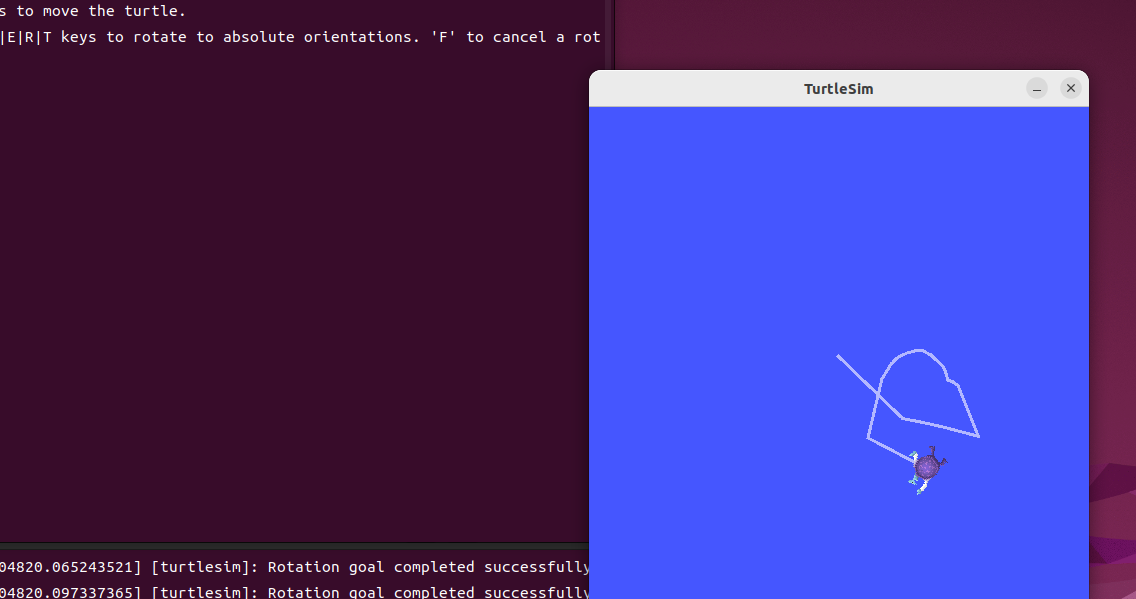 s to move the turtle.
|E|R|T keys to rotate to absolute orientations. 'F' to cancel a rot
TurtleSim
04820.065243521] [turtlesim]: Rotation goal completed successfully
04820.097337365] [turtlesim]: Rotation goal completed successfully